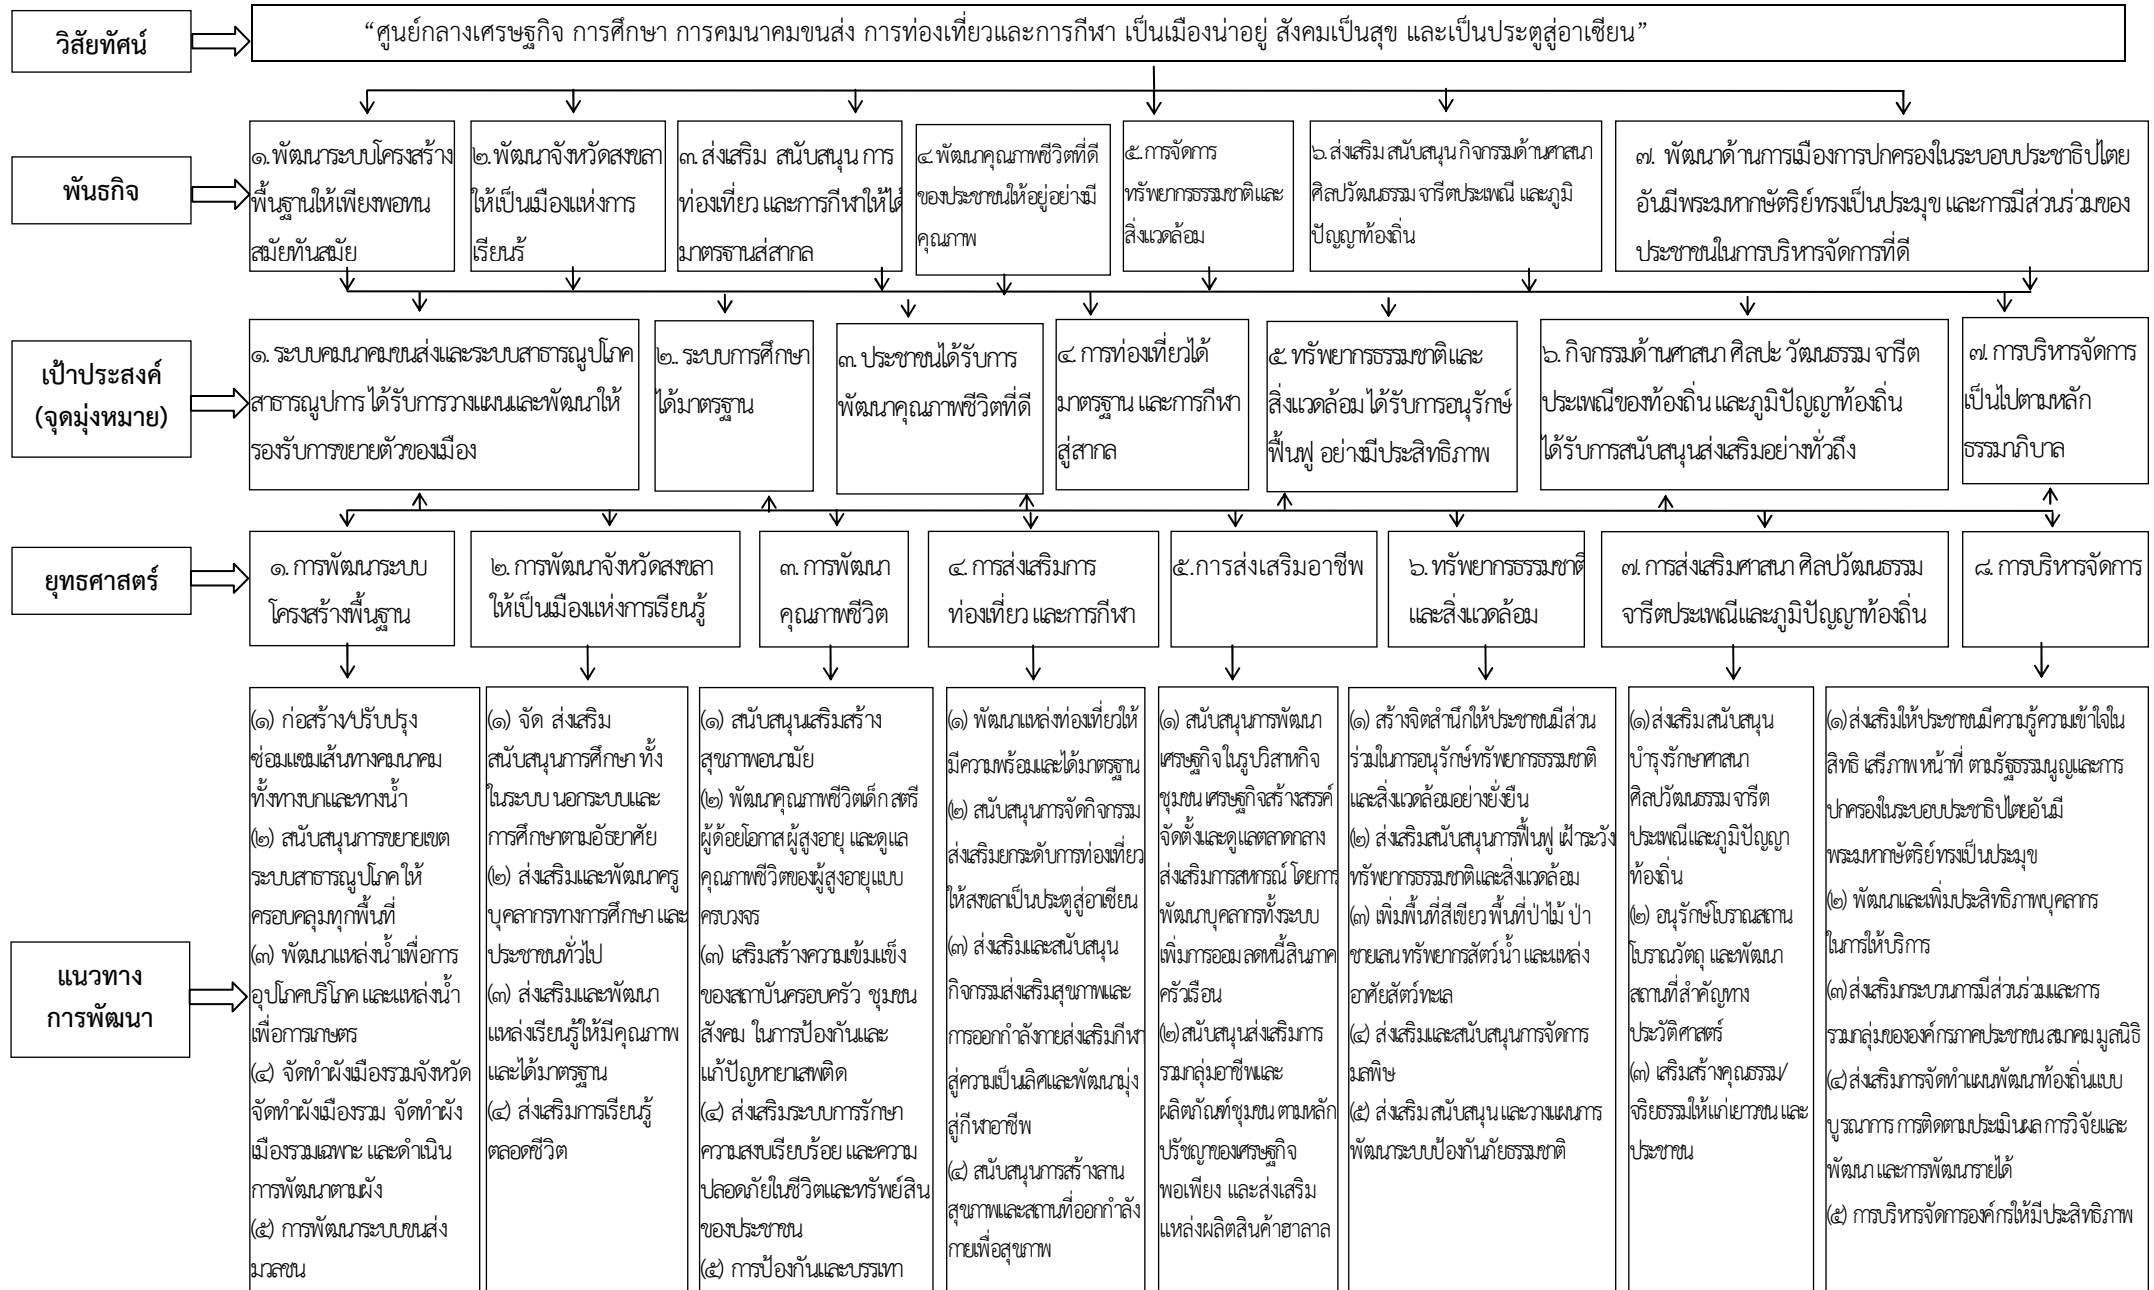 วิสัยทัศน์
“ศูนย์กลางเศรษฐกิจ การศึกษา การคมนาคมขนส่ง การท่องเที่ยวและการกีฬา เป็นเมืองน่าอยู่ สังคมเป็นสุข และเป็นประตูสู่อาเซียน”
พันธกิจ
๑. พัฒนาระบบโครงสร้าง
พื้นฐานให้เพียงพอทน
สมัยทันสมัย
๒. พัฒนาจังหวัดสงขลา
ให้เป็นเมืองแห่งการ
เรียนรู้
๓. ส่งเสริม สนับสนุน การ
ท่องเที่ยว และการกีฬาให้ได้
มาตรฐานสู่สากล
๔. พัฒนาคุณภาพชีวิตที่ดี
ของประชาชนให้อยู่อย่างมี
คุณภาพ
๕. การจัดการ
ทรัพยากรธรรมชาติและ
สิ่งแวดล้อม
๖. ส่งเสริม สนับสนุน กิจกรรมด้านศาสนา
ศิลปวัฒนธรรม จารีตประเพณี และภูมิ
ปัญญาท้องถิ่น
๗. พัฒนาด้านการเมืองการปกครองในระบอบประชาธิปไตย
อันมีพระมหากษัตริย์ทรงเป็นประมุข และการมีส่วนร่วมของ
ประชาชนในการบริหารจัดการที่ดี
เป้าประสงค์
(จุดมุ่งหมาย)
๑. ระบบคมนาคมขนส่งและระบบสาธารณูปโภค
สาธารณูปการ ได้รับการวางแผนและพัฒนาให้
รองรับการขยายตัวของเมือง
๒.. ระบบการศึกษา
ได้มาตรฐาน
๓. ประชาชนได้รับการ
พัฒนาคุณภาพชีวิตที่ดี
๔. การท่องเที่ยวได้
มาตรฐาน และการกีฬา
สู่สากล
๕. ทรัพยากรธรรมชาติและ
สิ่งแวดล้อม ได้รับการอนุรักษ์
ฟื้นฟู อย่างมีประสิทธิภาพ
๖. กิจกรรมด้านศาสนา ศิลปะ วัฒนธรรม จารีต
ประเพณีของท้องถิ่น และภูมิปัญญาท้องถิ่น
ได้รับการสนับสนุนส่งเสริมอย่างทั่วถึง
๗. การบริหารจัดการ
เป็นไปตามหลัก
ธรรมาภิบาล
ยุทธศาสตร์
๑. การพัฒนาระบบ
โครงสร้างพื้นฐาน
๒. การพัฒนาจังหวัดสงขลา
ให้เป็นเมืองแห่งการเรียนรู้
๓. การพัฒนา
คุณภาพชีวิต
๔. การส่งเสริมการ
ท่องเที่ยว และการกีฬา
๕.การส่งเสริมอาชีพ
๖. ทรัพยากรธรรมชาติ
และสิ่งแวดล้อม
๗. การส่งเสริมศาสนา ศิลปวัฒนธรรม
จารีตประเพณีและภูมิปัญญาท้องถิ่น
๘. การบริหารจัดการ
แนวทาง
การพัฒนา
(๑) ก่อสร้าง/ปรับปรุง
ซ่อมแซมเส้นทางคมนาคม
ทั้งทางบกและทางน้ำ
(๒) สนับสนุนการขยายเขต
ระบบสาธารณูปโภคให้
ครอบคลุมทุกพื้นที่
(๓) พัฒนาแหล่งน้ำเพื่อการ
อุปโภคบริโภค และแหล่งน้ำ
เพื่อการเกษตร
(๔) จัดทำผังเมืองรวมจังหวัด
จัดทำผังเมืองรวม จัดทำผัง
เมืองรวมเฉพาะ และดำเนิน
การพัฒนาตามผัง
(๕) การพัฒนาระบบขนส่ง
มวลชน
(๑) จัด ส่งเสริม
สนับสนุนการศึกษา ทั้ง
ในระบบ นอกระบบและ
การศึกษาตามอัธยาศัย
(๒) ส่งเสริมและพัฒนาครู
บุคลากรทางการศึกษา และ
ประชาชนทั่วไป
(๓) ส่งเสริมและพัฒนา
แหล่งเรียนรู้ให้มีคุณภาพ
และได้มาตรฐาน
(๔) ส่งเสริมการเรียนรู้
ตลอดชีวิต
(๑) สนับสนุนเสริมสร้าง
สุขภาพอนามัย
(๒) พัฒนาคุณภาพชีวิตเด็ก สตรี
ผู้ด้อยโอกาส ผู้สูงอายุ และดูแล
คุณภาพชีวิตของผู้สูงอายุแบบ
ครบวงจร
(๓) เสริมสร้างความเข้มแข็ง
ของสถาบันครอบครัว ชุมชน
สังคม ในการป้องกันและ
แก้ปัญหายาเสพติด
(๔) ส่งเสริมระบบการรักษา
ความสงบเรียบร้อย และความ
ปลอดภัยในชีวิตและทรัพย์สิน
ของประชาชน
(๕) การป้องกันและบรรเทา
(๑) พัฒนาแหล่งท่องเที่ยวให้
มีความพร้อมและได้มาตรฐาน
(๒) สนับสนุนการจัดกิจกรรม
ส่งเสริมยกระดับการท่องเที่ยว
ให้สงขลาเป็นประตูสู่อาเซียน
(๓) ส่งเสริมและสนับสนุน
กิจกรรมส่งเสริมสุขภาพและ
การออกกำลังกายส่งเสริมกีฬา
สู่ความเป็นเลิศและพัฒนามุ่ง
สู่กีฬาอาชีพ
(๔) สนับสนุนการสร้างลาน
สุขภาพและสถานที่ออกกำลัง
กายเพื่อสุขภาพ
(๑) สนับสนุนการพัฒนา
เศรษฐกิจในรูปวิสาหกิจ
ชุมชน เศรษฐกิจสร้างสรรค์
จัดตั้งและดูแลตลาดกลาง
ส่งเสริมการสหกรณ์ โดยการ
พัฒนาบุคลากรทั้งระบบ
เพิ่มการออม ลดหนี้สินภาค
ครัวเรือน
(๒)สนับสนุนส่งเสริมการ
รวมกลุ่มอาชีพและ
ผลิตภัณฑ์ชุมชน ตามหลัก
ปรัชญาของเศรษฐกิจ
พอเพียง และส่งเสริม
แหล่งผลิตสินค้าฮาลาล
(๑) สร้างจิตสำนึกให้ประชาชนมีส่วน
ร่วมในการอนุรักษ์ทรัพยากรธรรมชาติ
และสิ่งแวดล้อมอย่างยั่งยืน
(๒) ส่งเสริมสนับสนุนการฟื้นฟู เฝ้าระวัง
ทรัพยากรธรรมชาติและสิ่งแวดล้อม
(๓) เพิ่มพื้นที่สีเขียว พื้นที่ป่าไม้ ป่า
ชายเลน ทรัพยากรสัตว์น้ำ และแหล่ง
อาศัยสัตว์ทะเล
(๔) ส่งเสริมและสนับสนุนการจัดการ
มลพิษ
(๕) ส่งเสริม สนับสนุน และวางแผนการ
พัฒนาระบบป้องกันภัยธรรมชาติ
(๑)ส่งเสริม สนับสนุน
บำรุงรักษาศาสนา
ศิลปวัฒนธรรม จารีต
ประเพณีและภูมิปัญญา
ท้องถิ่น
(๒) อนุรักษ์โบราณสถาน
โบราณวัตถุ และพัฒนา
สถานที่สำคัญทาง
ประวัติศาสตร์
(๓) เสริมสร้างคุณธรรม/
จริยธรรมให้แก่เยาวชน และ
ประชาชน
(๑)ส่งเสริมให้ประชาชนมีความรู้ความเข้าใจใน
สิทธิ เสรีภาพ หน้าที่ ตามรัฐธรรมนูญและการ
ปกครองในระบอบประชาธิปไตยอันมี
พระมหากษัตริย์ทรงเป็นประมุข
(๒) พัฒนาและเพิ่มประสิทธิภาพบุคลากร
ในการให้บริการ
(๓)ส่งเสริมกระบวนการมีส่วนร่วมและการ
รวมกลุ่มขององค์กรภาคประชาชน สมาคม มูลนิธิ
(๔)ส่งเสริมการจัดทำแผนพัฒนาท้องถิ่นแบบ
บูรณาการ การติดตามประเมินผล การวิจัยและ
พัฒนา และการพัฒนารายได้
(๕) การบริหารจัดการองค์กรให้มีประสิทธิภาพ